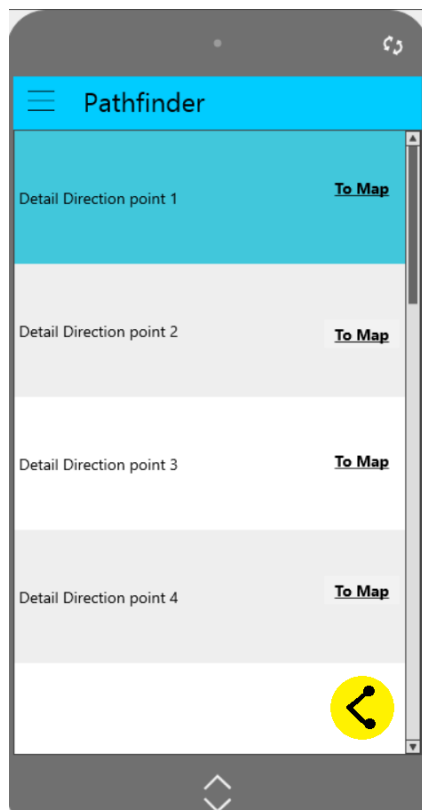 Pathfinder
Detail Direction point 1
To Map
Detail Direction point 2
To Map
Detail Direction point 3
To Map
Detail Direction point 4
To Map